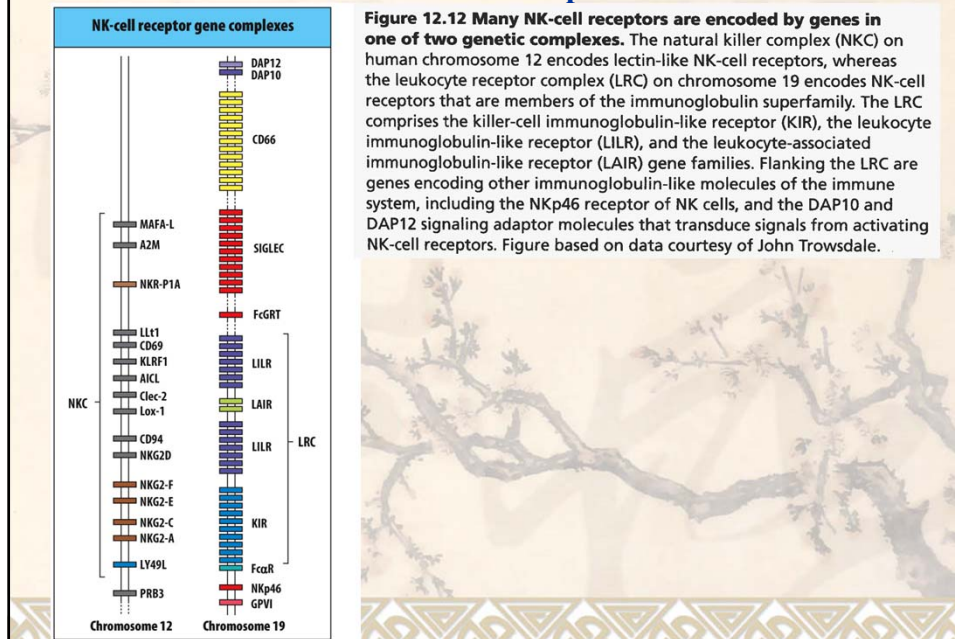 NK-cell receptor gene complexes
DAP12
DAP10
CD66
MAFA-L
A2M
SIGLEC
NKR-P1A
FcGRT
LLt1
CD69
KLRF1
AICL
Clec-2
Lox-1
NKC
LILR
LAIR
LRC
CD94
NKG2D
LILR
NKG2-F
NKG2-E
NKG2-C
NKG2-A
KIR
LY49L
FcαR
PRB3
NKp46
GPVI
Chromosome 12
Chromosome 19
Figure 12.12 Many NK-cell receptors are encoded by genes in
one of two genetic complexes. The natural killer complex (NKC) on
human chromosome 12 encodes lectin-like NK-cell receptors, whereas
the leukocyte receptor complex (LRC) on chromosome 19 encodes NK-cell
receptors that are members of the immunoglobulin superfamily. The LRC
comprises the killer-cell immunoglobulin-like receptor (KIR), the leukocyte
immunoglobulin-like receptor (LILR), and the leukocyte-associated
immunoglobulin-like receptor (LAIR) gene families. Flanking the LRC are
genes encoding other immunoglobulin-like molecules of the immune
system, including the NKp46 receptor of NK cells, and the DAP10 and
DAP12 signaling adaptor molecules that transduce signals from activating
NK-cell receptors. Figure based on data courtesy of John Trowsdale.